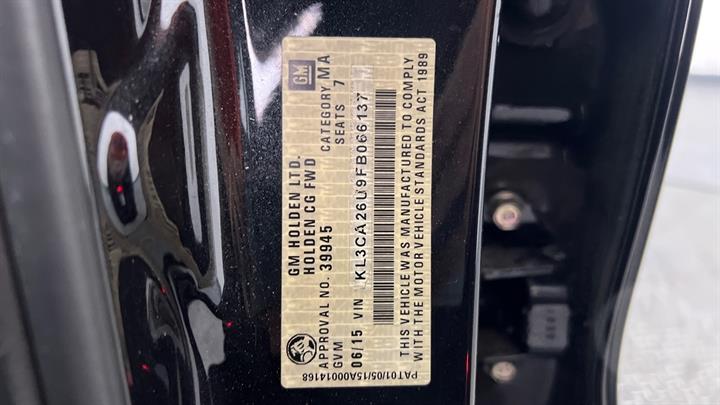 GM
GM HOLDEN LTD.
HOLDEN CG FWD
APPROVAL NO. 39945 CATEGORY MA
GVM SEATS 7
06/15 VIN KL3CA26U9FB066137
THIS VEHICLE WAS MANUFACTURED TO COMPLY
WITH THE MOTOR VEHICLE STANDARDS ACT 1989
PAT01/05/15A00014168